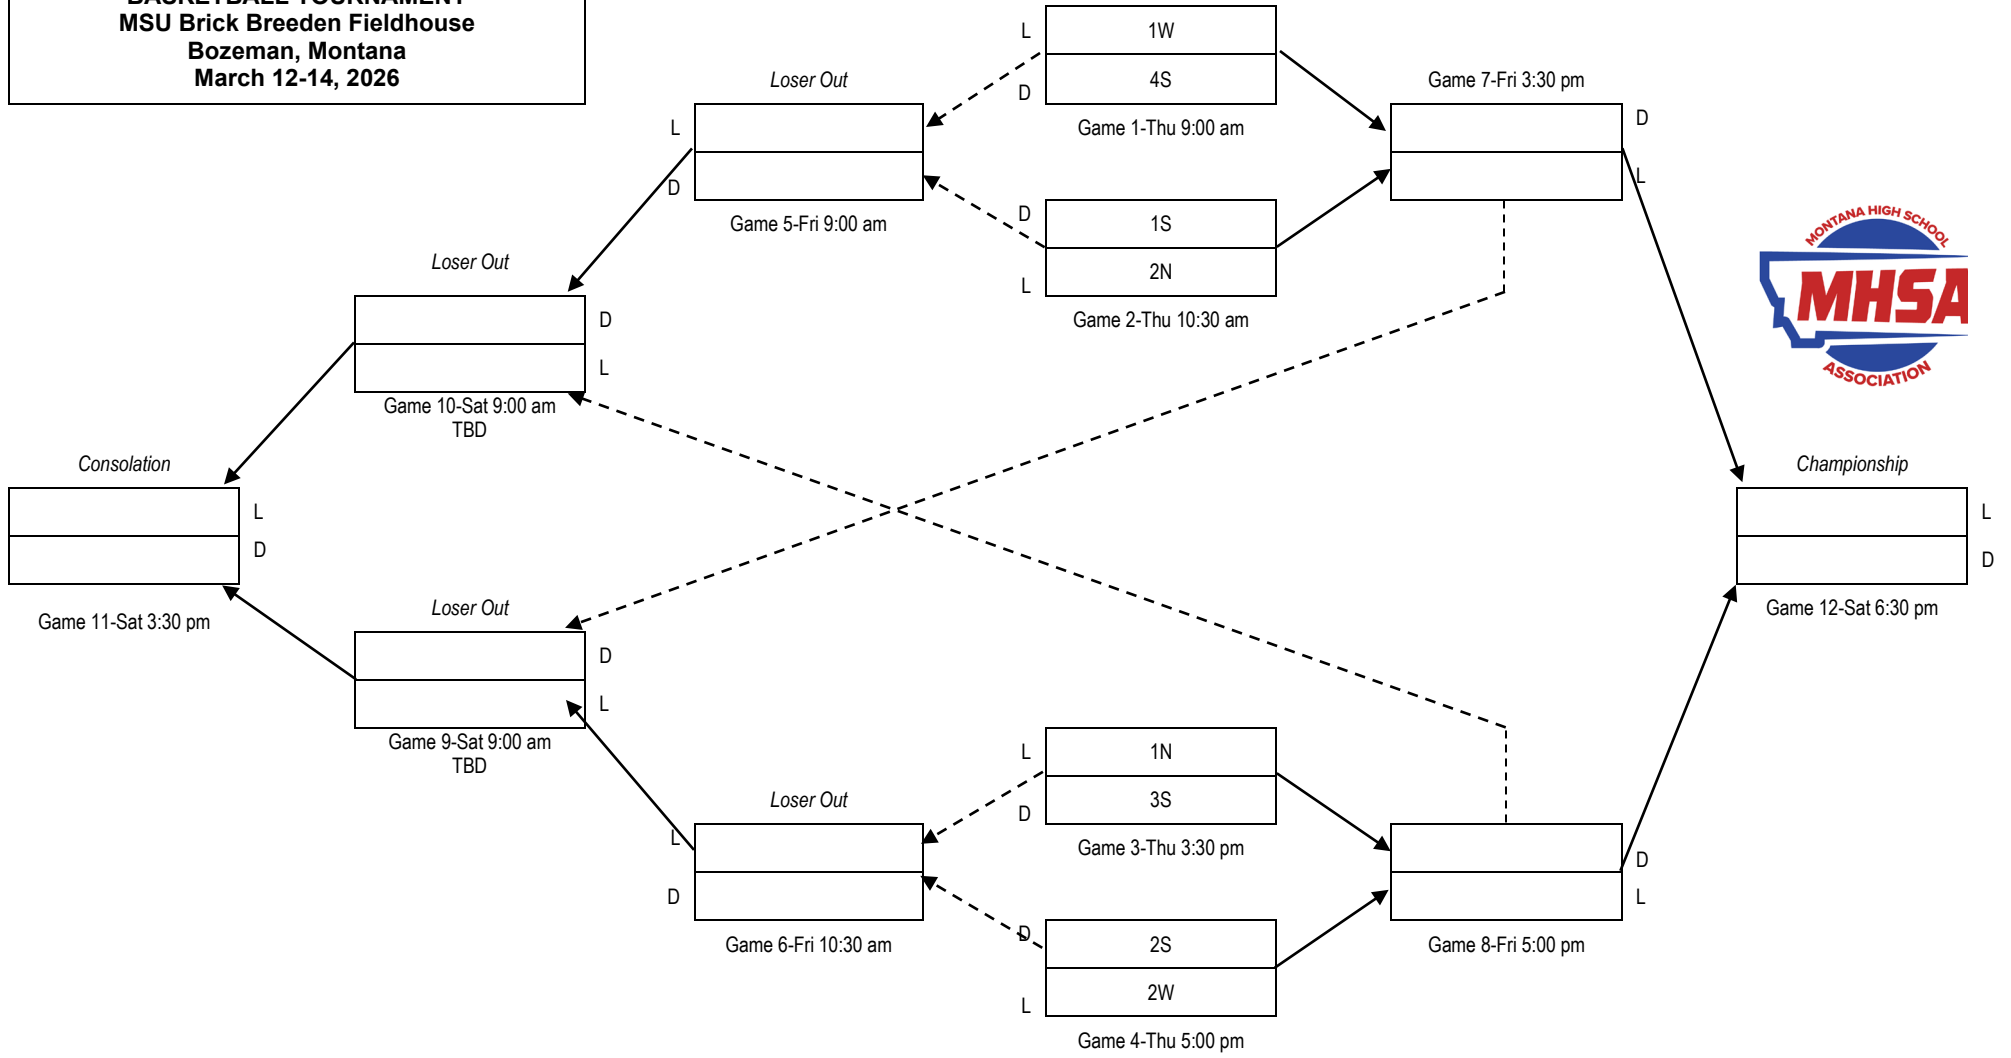 BASKETBALL TOURNAMENT
MSU Brick Breeden Fieldhouse
Bozeman, Montana
March 12-14, 2026
L
1W
D
4S
Game 1-Thu 9:00 am
Loser Out
L
D
Game 5-Fri 9:00 am
Game 7-Fri 3:30 pm
D
L
D
1S
L
2N
Game 2-Thu 10:30 am
MONTANA HIGH SCHOOL
MHSA
ASSOCIATION
Loser Out
D
L
Game 10-Sat 9:00 am
TBD
Consolation
L
D
Game 11-Sat 3:30 pm
Championship
L
D
Game 12-Sat 6:30 pm
Loser Out
D
L
Game 9-Sat 9:00 am
TBD
L
1N
D
3S
Game 3-Thu 3:30 pm
Loser Out
L
D
Game 6-Fri 10:30 am
D
L
Game 8-Fri 5:00 pm
D
2S
L
2W
Game 4-Thu 5:00 pm